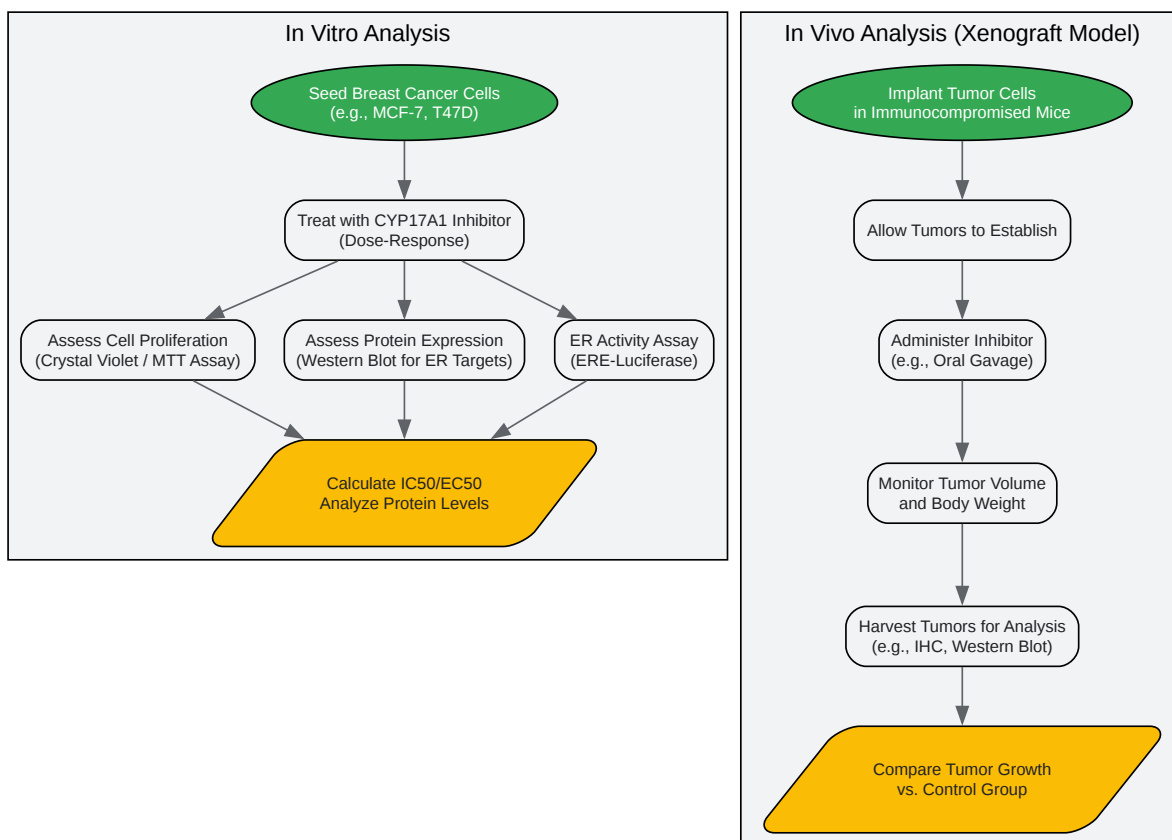 In Vitro Analysis
Seed Breast Cancer Cells
(e.g., MCF-7, T47D)
Treat with CYP17A1 Inhibitor
(Dose-Response)
Assess Cell Proliferation
(Crystal Violet / MTT Assay)
Assess Protein Expression
(Western Blot for ER Targets)
ER Activity Assay
(ERE-Luciferase)
Calculate IC50/EC50
Analyze Protein Levels
In Vivo Analysis (Xenograft Model)
Implant Tumor Cells
in Immunocompromised Mice
Allow Tumors to Establish
Administer Inhibitor
(e.g., Oral Gavage)
Monitor Tumor Volume
and Body Weight
Harvest Tumors for Analysis
(e.g., IHC, Western Blot)
Compare Tumor Growth
vs. Control Group